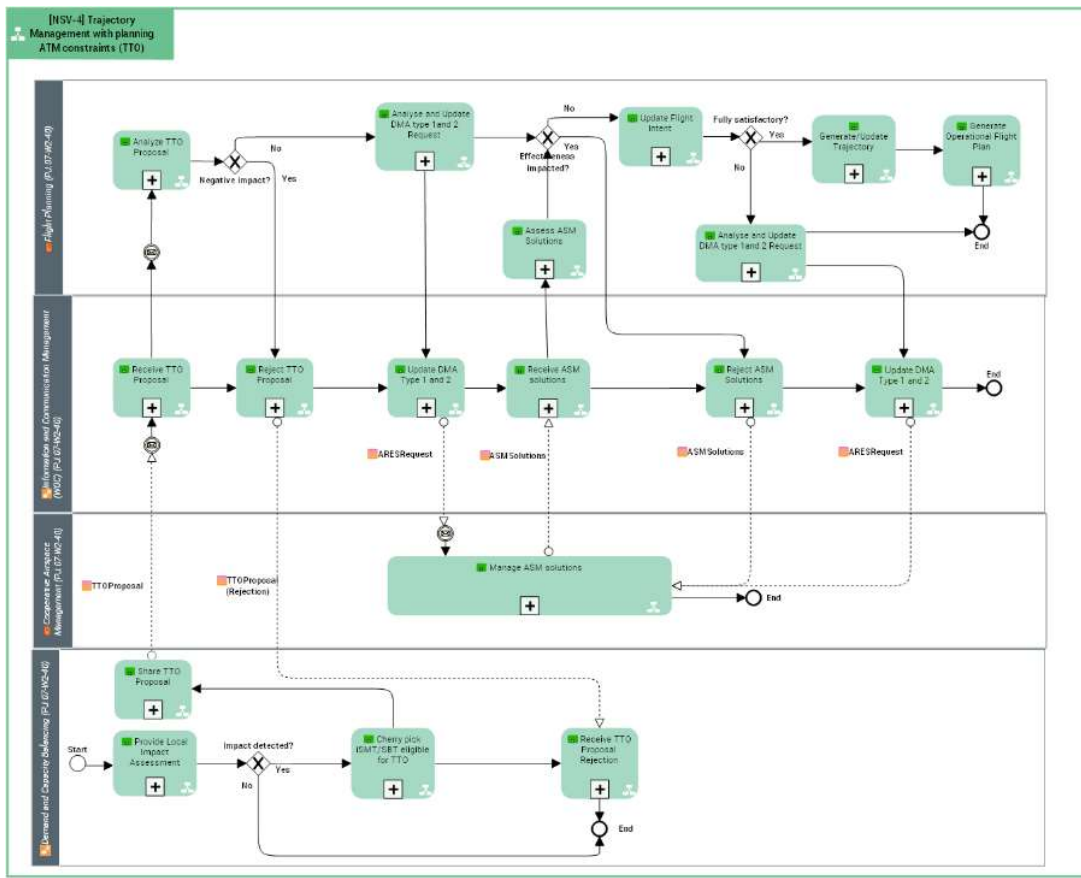 [NSV-4] Trajectory
Management with planning
ATM constraints (TTO)
Flight Planning (PJ.07-W2-40)
Analyze TTO
Proposal
Negative impact?
No
Yes
Analyse and Update
DMA type 1and 2
Request
Effectiveness
impacted?
No
Yes
Assess ASM
Solutions
Update Flight
Intent
Fully satisfactory?
Yes
No
Generate/Update
Trajectory
Generate
Operational Flight
Plan
Analyse and Update
DMA type 1and 2 Request
End
Information and Communication Management
(WOC) (PJ.07-W2-40)
Receive TTO
Proposal
Reject TTO
Proposal
Update DMA
Type 1 and 2
Receive ASM
solutions
Reject ASM
Solutions
Update DMA
Type 1 and 2
End
ARESRequest
ASMSolutions
ASMSolutions
ARESRequest
Cooperative Airspace
Management (PJ.07-W2-40)
TTOProposal
TTOProposal
(Rejection)
Manage ASM solutions
End
Demand and Capacity Balancing (PJ.07-W2-40)
Share TTO
Proposal
Start
Provide Local
Impact
Assessment
Impact detected?
Yes
No
Cherry pick
iSMT/SBT eligible
for TTO
Receive TTO
Proposal
Rejection
End